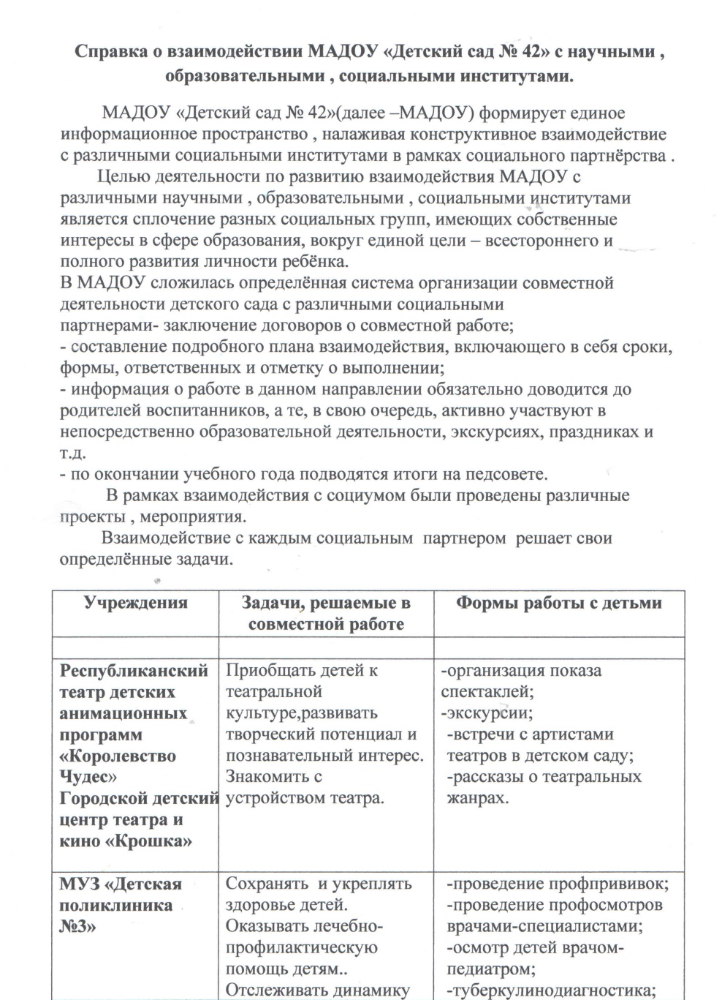 Справка о взаимодействии МАДОУ «Детский сад № 42» с научными ,
образовательными , социальными институтами.
МАДОУ «Детский сад № 42»(далее –МАДОУ) формирует единое
информационное пространство , налаживая конструктивное взаимодействие
с различными социальными институтами в рамках социального партнёрства .
Целью деятельности по развитию взаимодействия МАДОУ с
различными научными , образовательными , социальными институтами
является сплочение разных социальных групп, имеющих собственные
интересы в сфере образования, вокруг единой цели – всестороннего и
полного развития личности ребёнка.
В МАДОУ сложилась определённая система организации совместной
деятельности детского сада с различными социальными
партнерами- заключение договоров о совместной работе;
- составление подробного плана взаимодействия, включающего в себя сроки,
формы, ответственных и отметку о выполнении;
- информация о работе в данном направлении обязательно доводится до
родителей воспитанников, а те, в свою очередь, активно участвуют в
непосредственно образовательной деятельности, экскурсиях, праздниках и
т.д.
- по окончании учебного года подводятся итоги на педсовете.
В рамках взаимодействия с социумом были проведены различные
проекты , мероприятия.
Взаимодействие с каждым социальным партнером решает свои
определённые задачи.
Учреждения
Задачи, решаемые в
совместной работе
Формы работы с детьми
Республиканский
театр детских
анимационных
программ
«Королевство
Чудес»
Городской детский
центр театра и
кино «Крошка»
Приобщать детей к
театральной
культуре,развивать
творческий потенциал и
познавательный интерес.
Знакомить с
устройством театра.
-организация показа
спектаклей;
-экскурсии;
-встречи с артистами
театров в детском саду;
-рассказы о театральных
жанрах.
МУЗ «Детская
поликлиника
№3»
Сохранять и укреплять
здоровье детей.
Оказывать лечебно-
профилактическую
помощь детям..
Отслеживать динамику
-проведение профпрививок;
-проведение профосмотров
врачами-специалистами;
-осмотр детей врачом-
педиатром;
-туберкулинодиагностика;